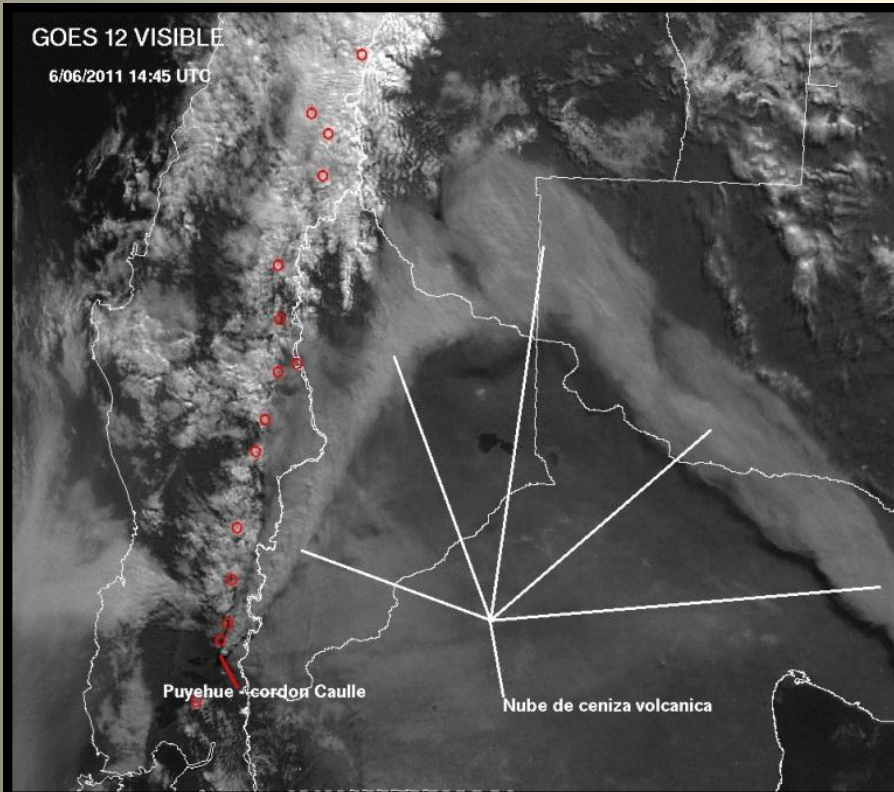 GOES 12 VISIBLE
6/06/2011 14:45 UTC
Puyehue - cordon Caulle
Nube de ceniza volcanica